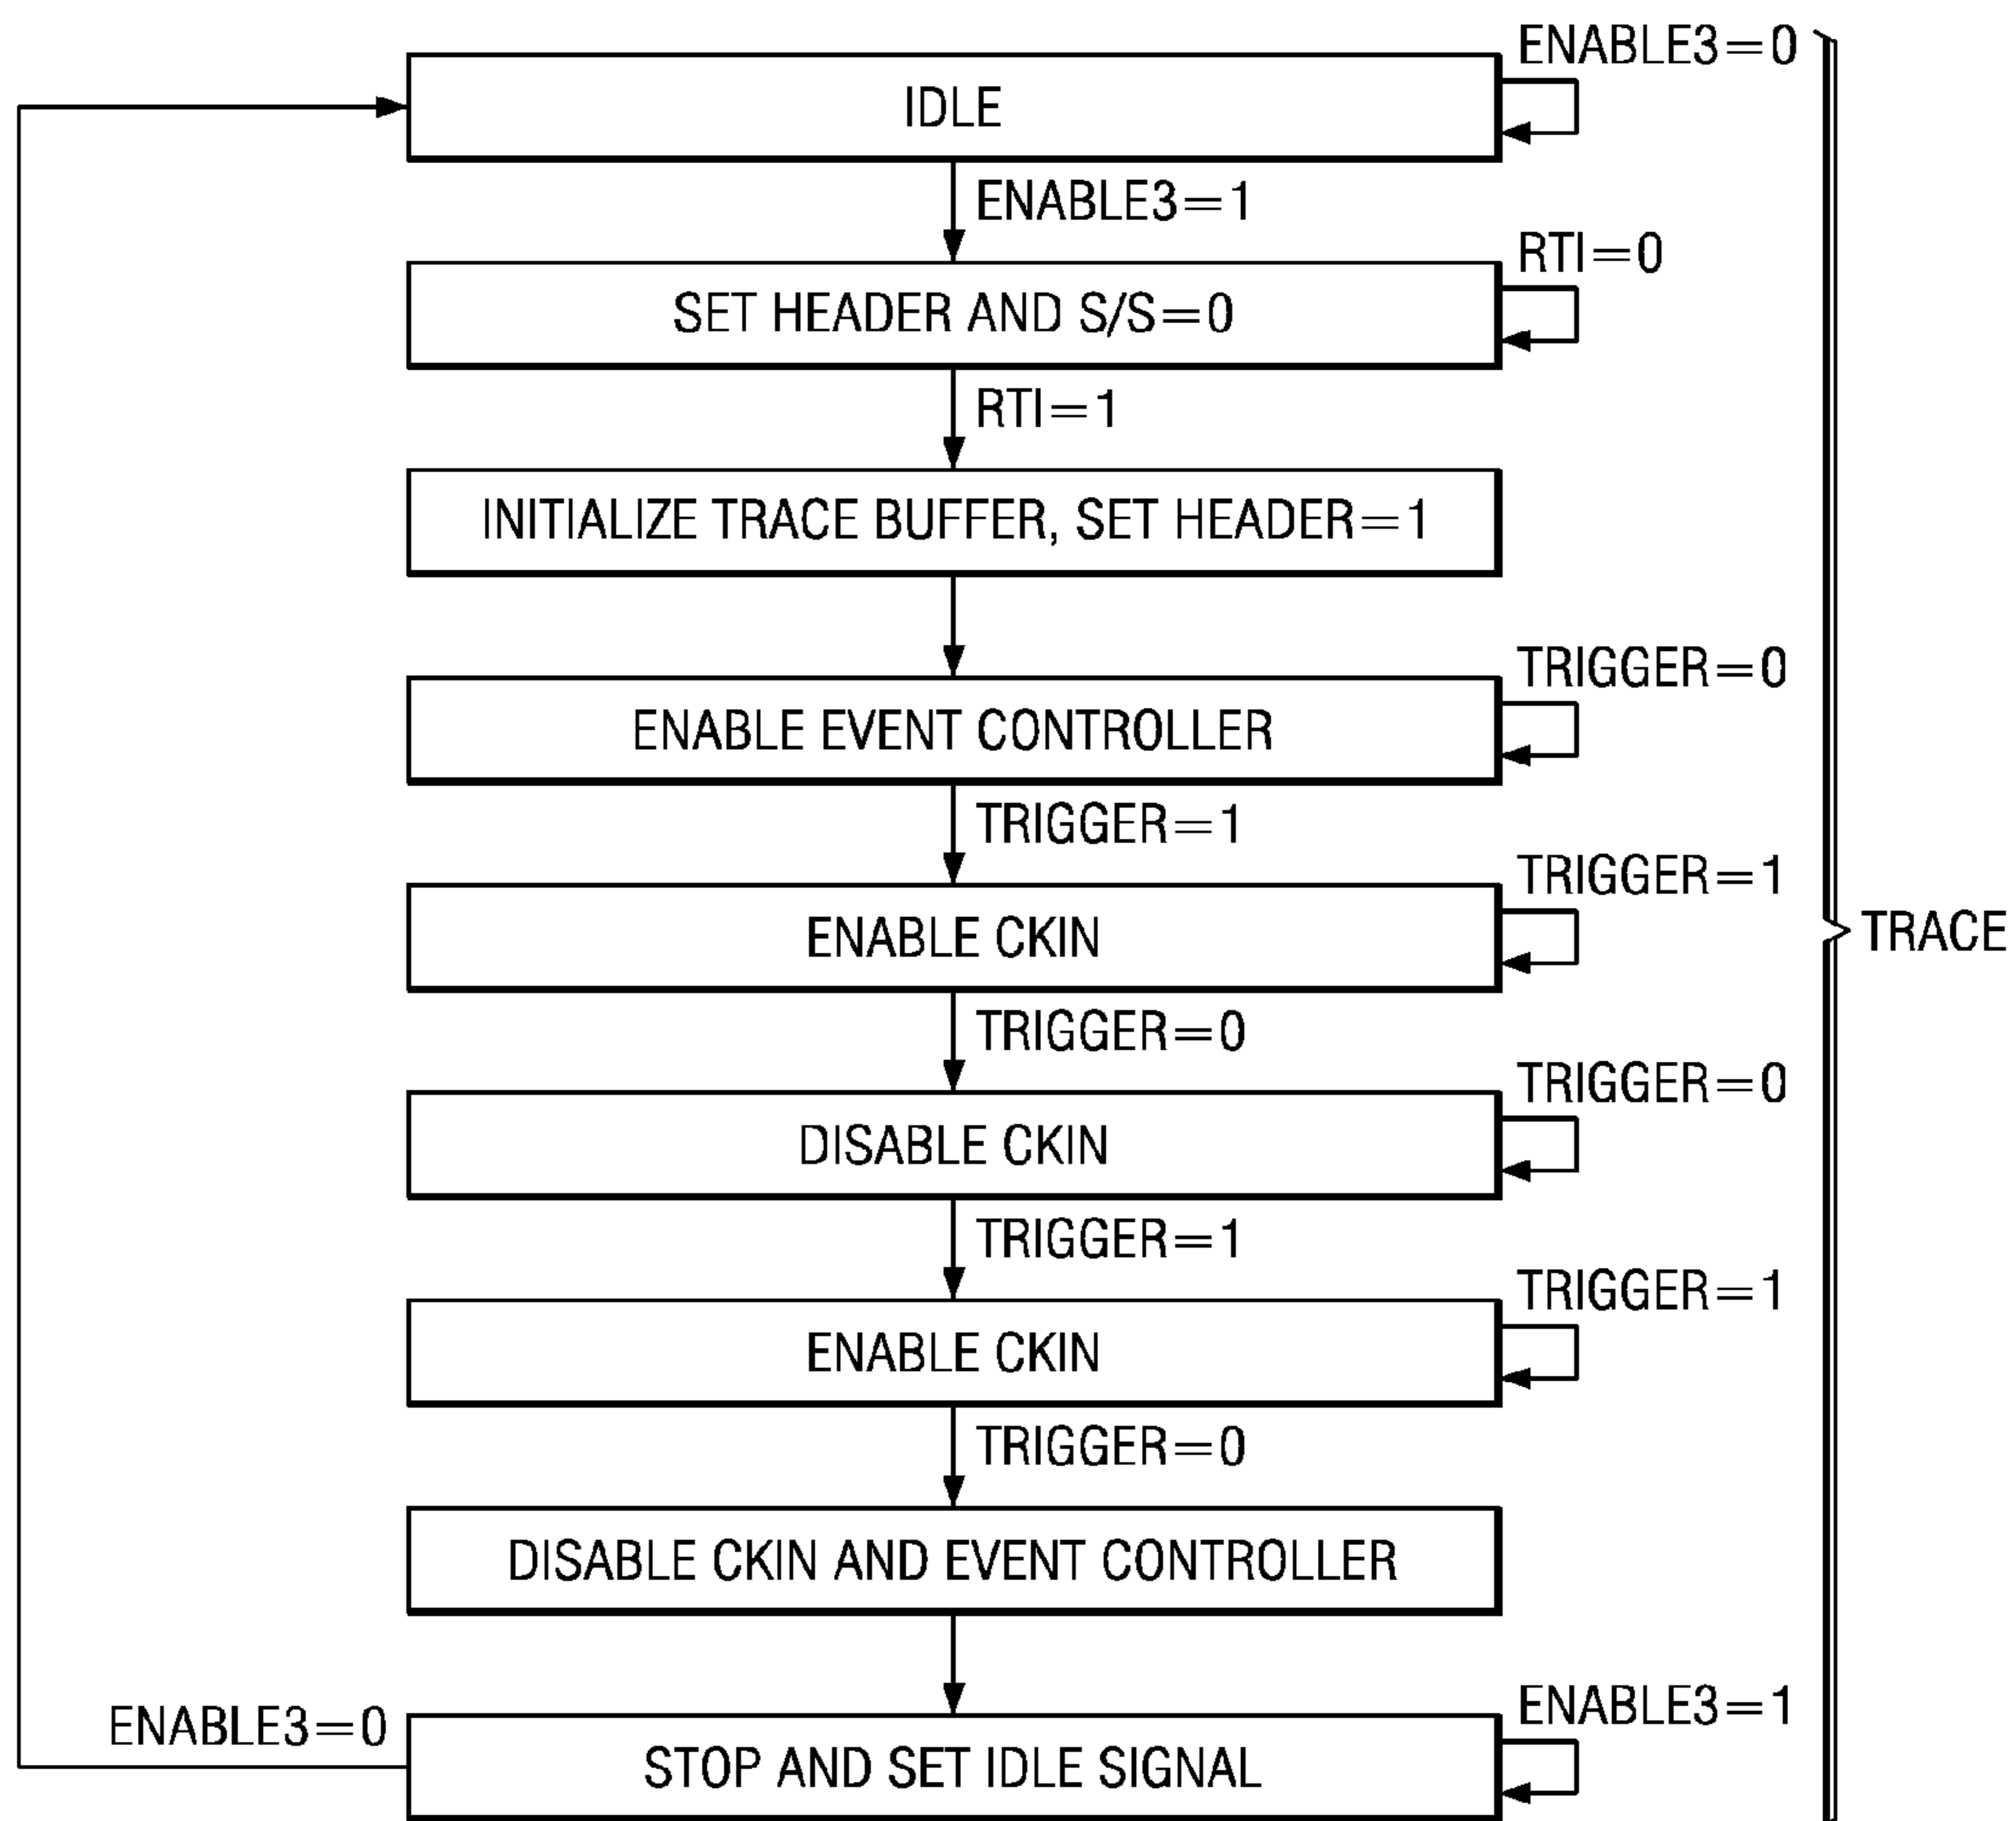 ENABLE3=0
IDLE
ENABLE3=1
RTI=0
SET HEADER AND S/S=0
RTI=1
INITIALIZE TRACE BUFFER, SET HEADER=1
TRIGGER=0
ENABLE EVENT CONTROLLER
TRIGGER=1
TRIGGER=1
ENABLE CKIN
TRACE
TRIGGER=0
TRIGGER=0
DISABLE CKIN
TRIGGER=1
TRIGGER=1
ENABLE CKIN
TRIGGER=0
DISABLE CKIN AND EVENT CONTROLLER
ENABLE3=0
ENABLE3=1
STOP AND SET IDLE SIGNAL